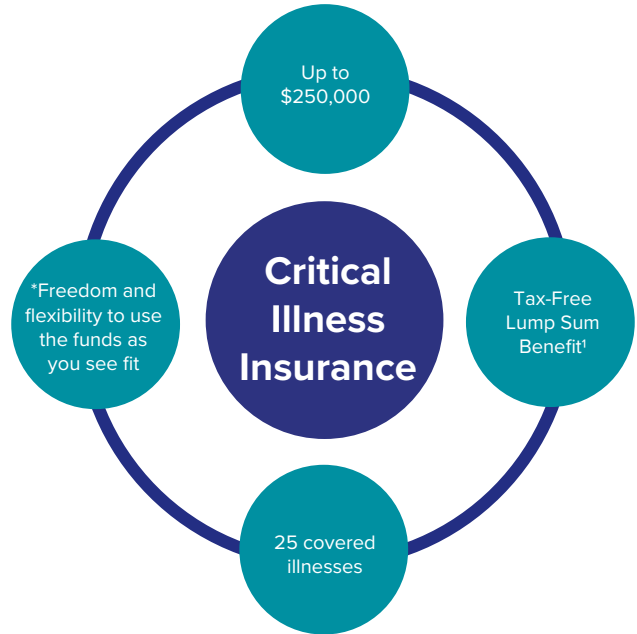 Up to
$250,000
*Freedom and
flexibility to use
the funds as
you see fit
Critical
Illness
Insurance
Tax-Free
Lump Sum
Benefit¹
25 covered
illnesses